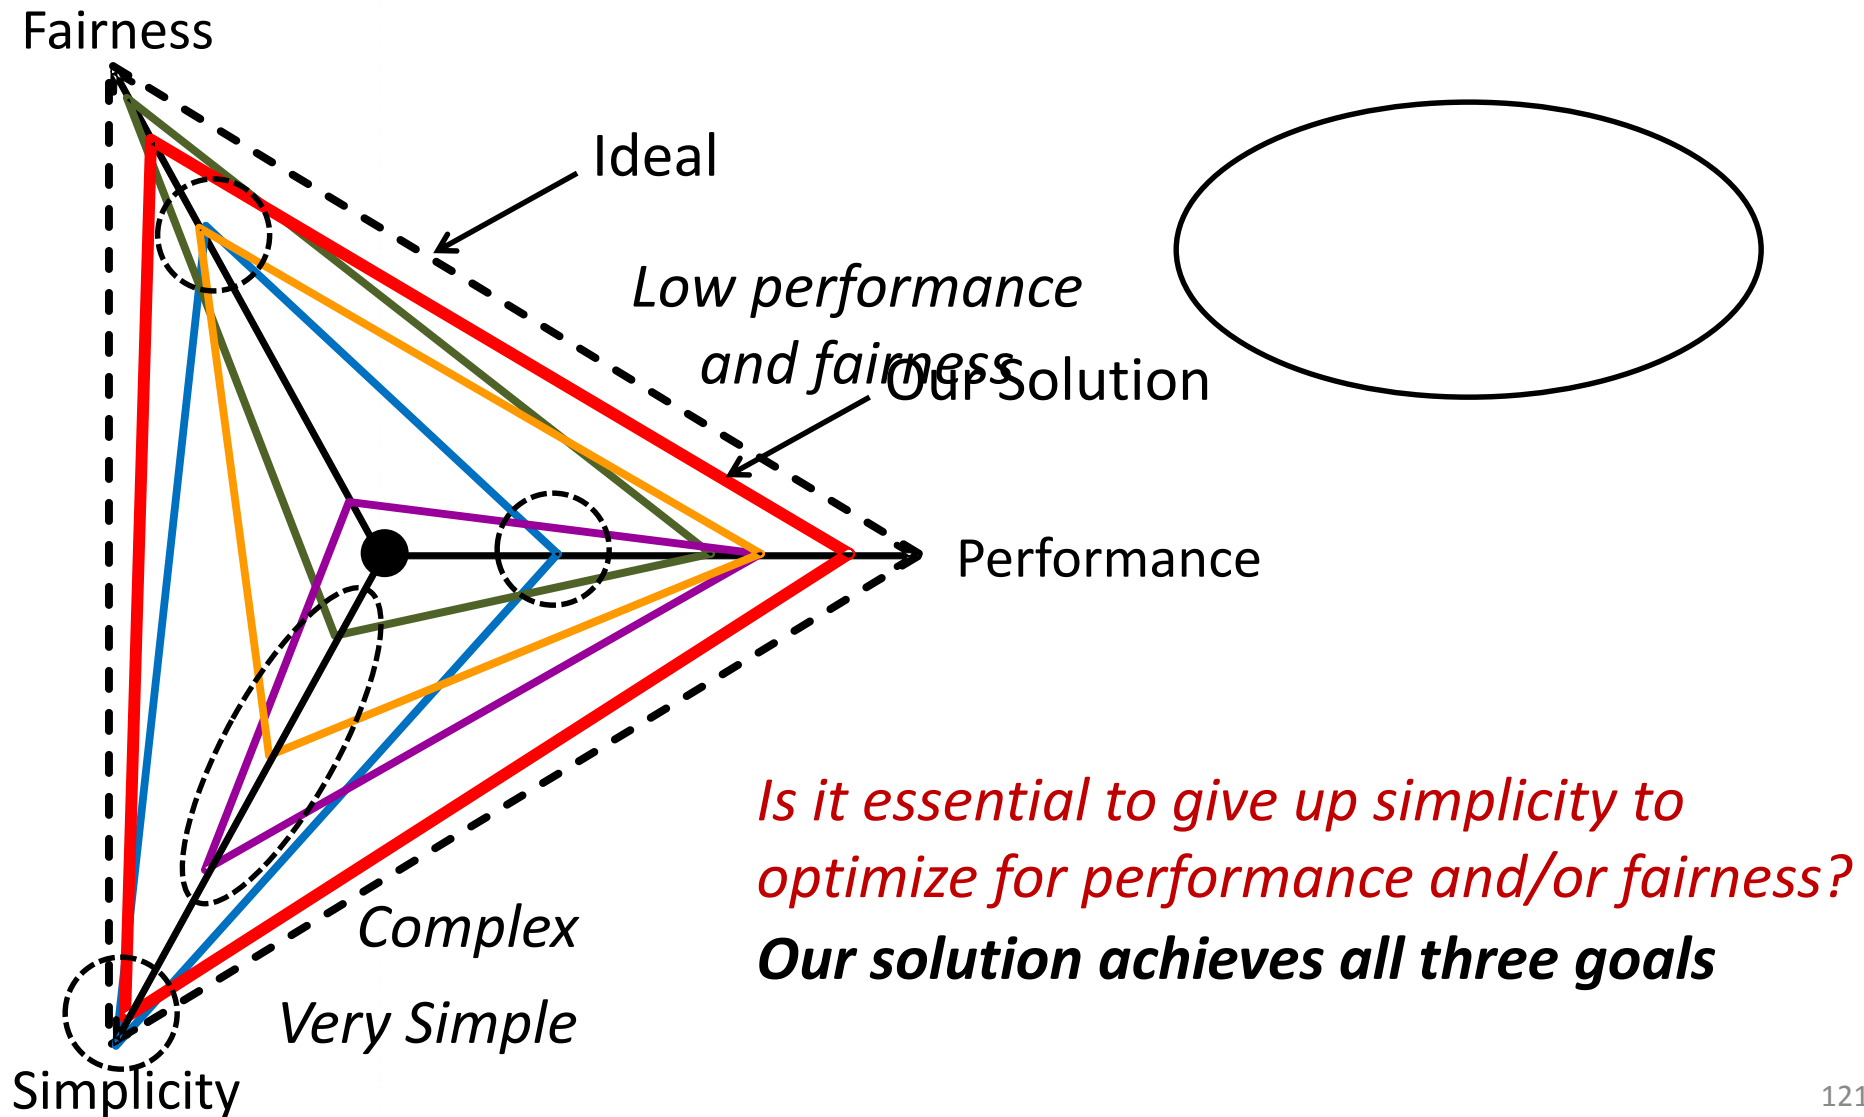 Fairness
Ideal
Low performance
and fairness
Our Solution
Performance
Is it essential to give up simplicity to
optimize for performance and/or fairness?
Complex
Our solution achieves all three goals
Very Simple
Simplicity
121